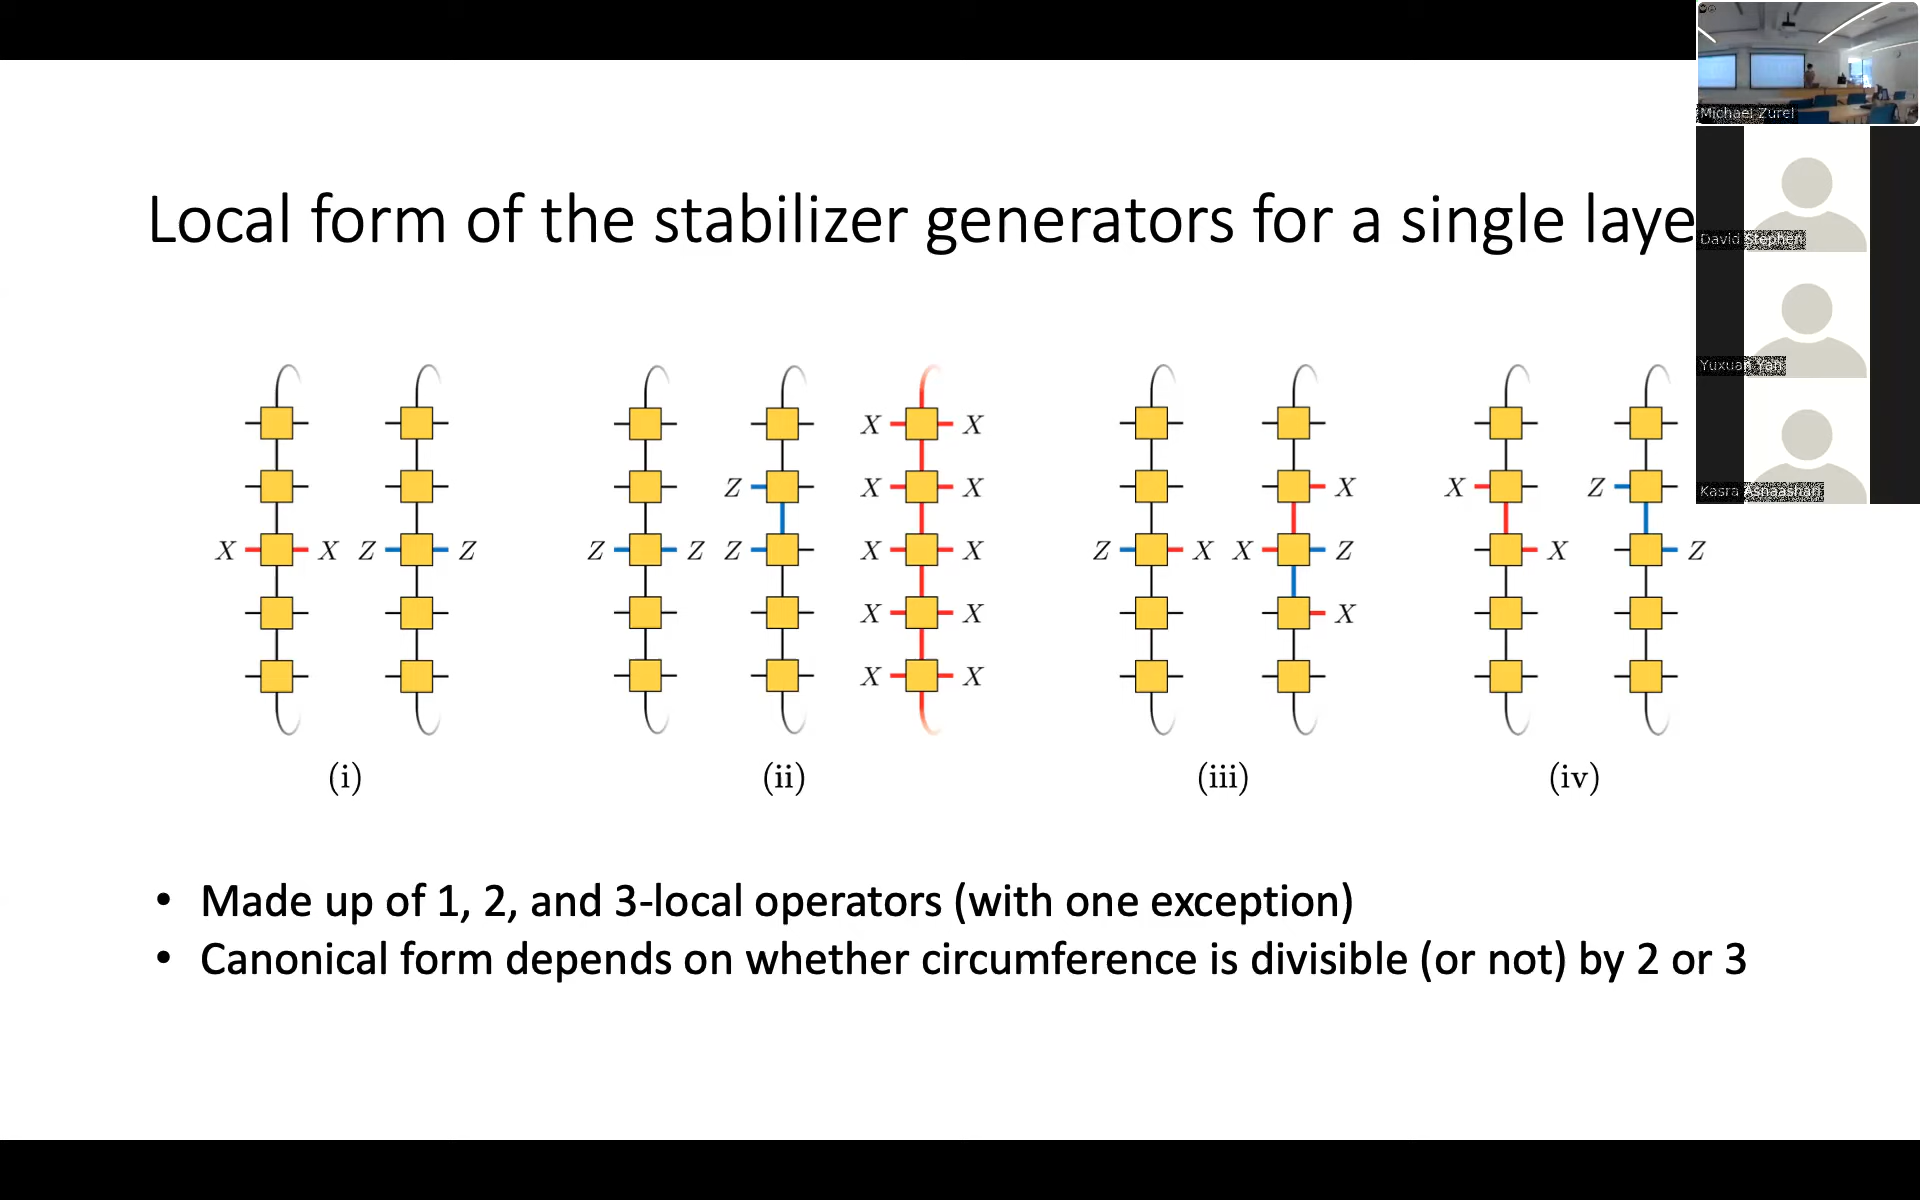 Local form of the stabilizer generators for a single laye
X X X
X X X
Z X X Z X
X X Z Z Z Z Z X X Z X X Z X Z
X X X
X X
(i) (ii) (iii) (iv)
• Made up of 1, 2, and 3-local operators (with one exception)
• Canonical form depends on whether circumference is divisible (or not) by 2 or 3
Michael Zurel
David Stephen
Yuxuan Yan
Kasra Asnaashari